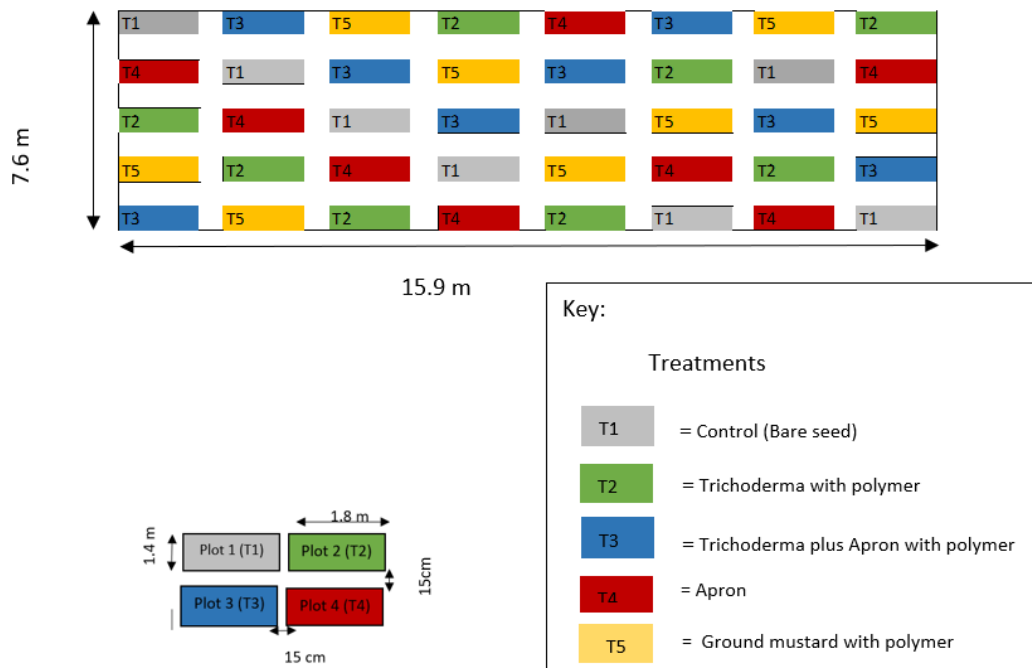 T1 T3 T5 T2 T4 T3 T5 T2
T4 T1 T3 T5 T3 T2 T1 T4
T2 T4 T1 T3 T1 T5 T3 T5
T5 T2 T4 T1 T5 T4 T2 T3
T3 T5 T2 T4 T2 T1 T4 T1
7.6 m
15.9 m
Key:
Treatments
T1 = Control (Bare seed)
T2 = Trichoderma with polymer
T3 = Trichoderma plus Apron with polymer
T4 = Apron
T5 = Ground mustard with polymer
1.8 m
1.4 m
Plot 1 (T1) Plot 2 (T2)
15cm
Plot 3 (T3) Plot 4 (T4)
15 cm